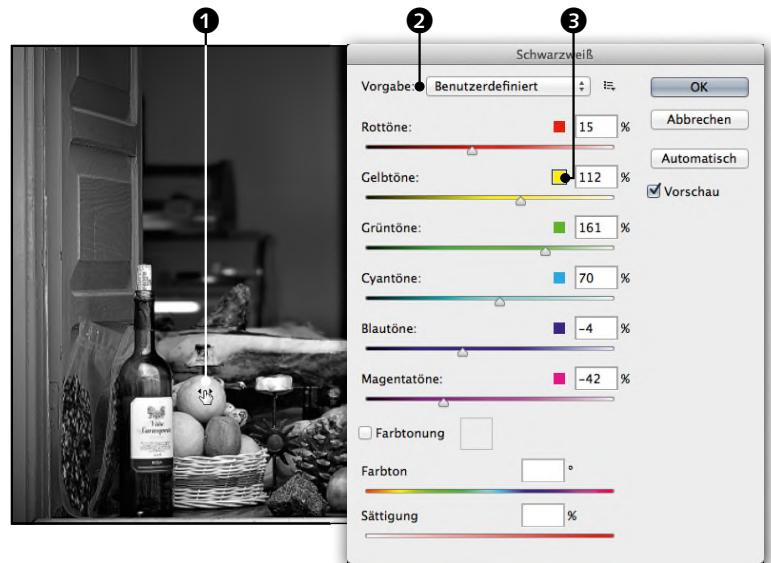 1 2 3
Schwarzweiß
Vorgabe: Benutzerdefiniert OK
Rottöne: 15 % Abbrechen
Automatisch
Gelbtöne: 112 % Vorschau
Grüntöne: 161 %
Cyantöne: 70 %
Blautöne: -4 %
Magentatöne: -42 %
Farbtonung
Farbton °
Sättigung %